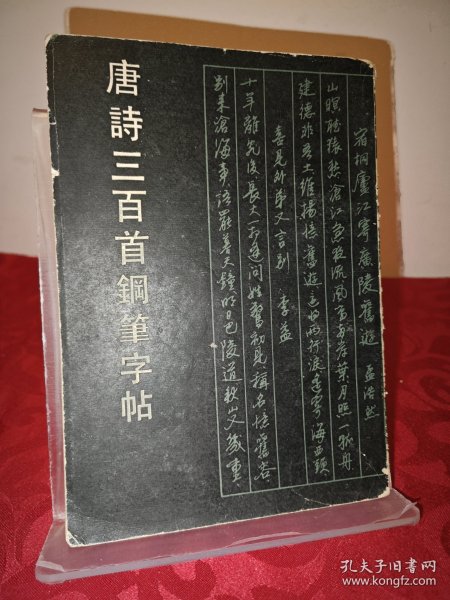 唐詩三百首鋼筆字帖
宿桐廬江寄廣陵舊遊 孟浩然
山暝聽猿愁滄江急夜流風鳴兩岸葉月照一孤舟
建德非吾土維揚憶舊遊還將兩行淚遙寄海西頭
喜見外弟又言別 李益
十年離亂後長大一相逢問姓驚初見稱名憶舊容
別來滄海事語罷暮天鐘明日巴陵道秋山又幾重
孔夫子旧书网
www.kongfz.com